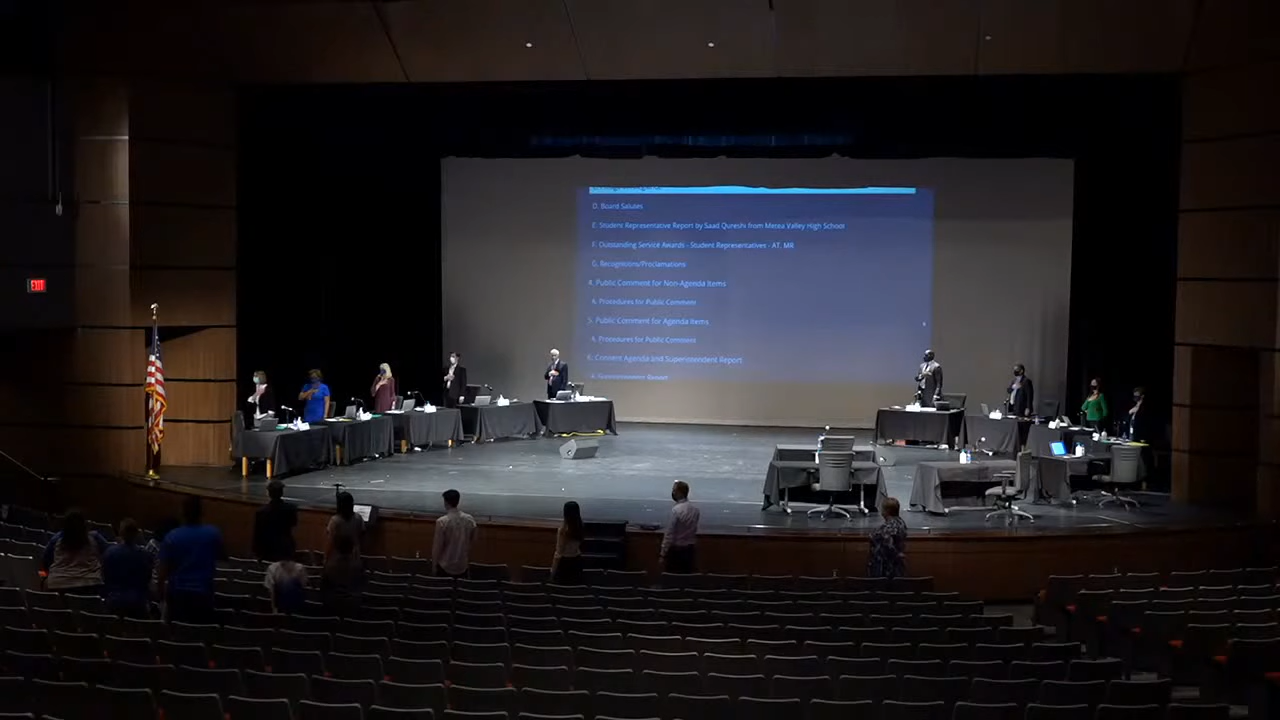 D. Board Salutes
E. Student Representative Report by Saad Qureshi from Metea Valley High School
F. Outstanding Service Awards - Student Representatives - AT, MR
G. Recognitions/Proclamations
4. Public Comment for Non-Agenda Items
A. Procedures for Public Comment
5. Public Comment for Agenda Items
A. Procedures for Public Comment
6. Consent Agenda and Superintendent Report
EXIT